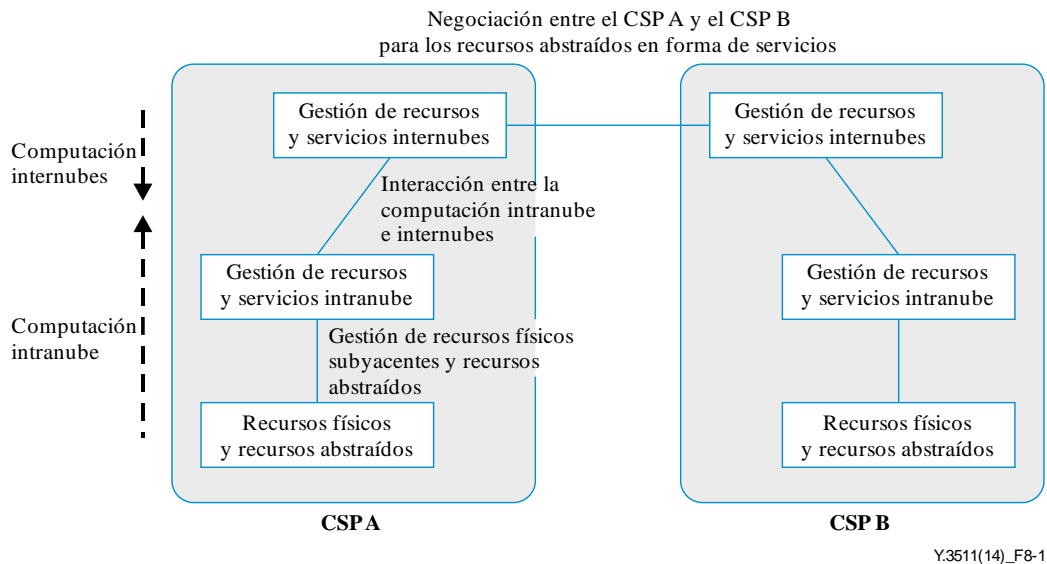 Negociación entre el CSP A y el CSP B
para los recursos abstraídos en forma de servicios
Gestión de recursos
y servicios internubes
Gestión de recursos
y servicios internubes
Computación
internubes
Interacción entre la
computación intranube
e internubes
Gestión de recursos
y servicios intranube
Gestión de recursos
y servicios intranube
Computación
intranube
Gestión de recursos físicos
subyacentes y recursos
abstraídos
Recursos físicos
y recursos abstraídos
Recursos físicos
y recursos abstraídos
CSP A
CSP B
Y.3511(14)_F8-1